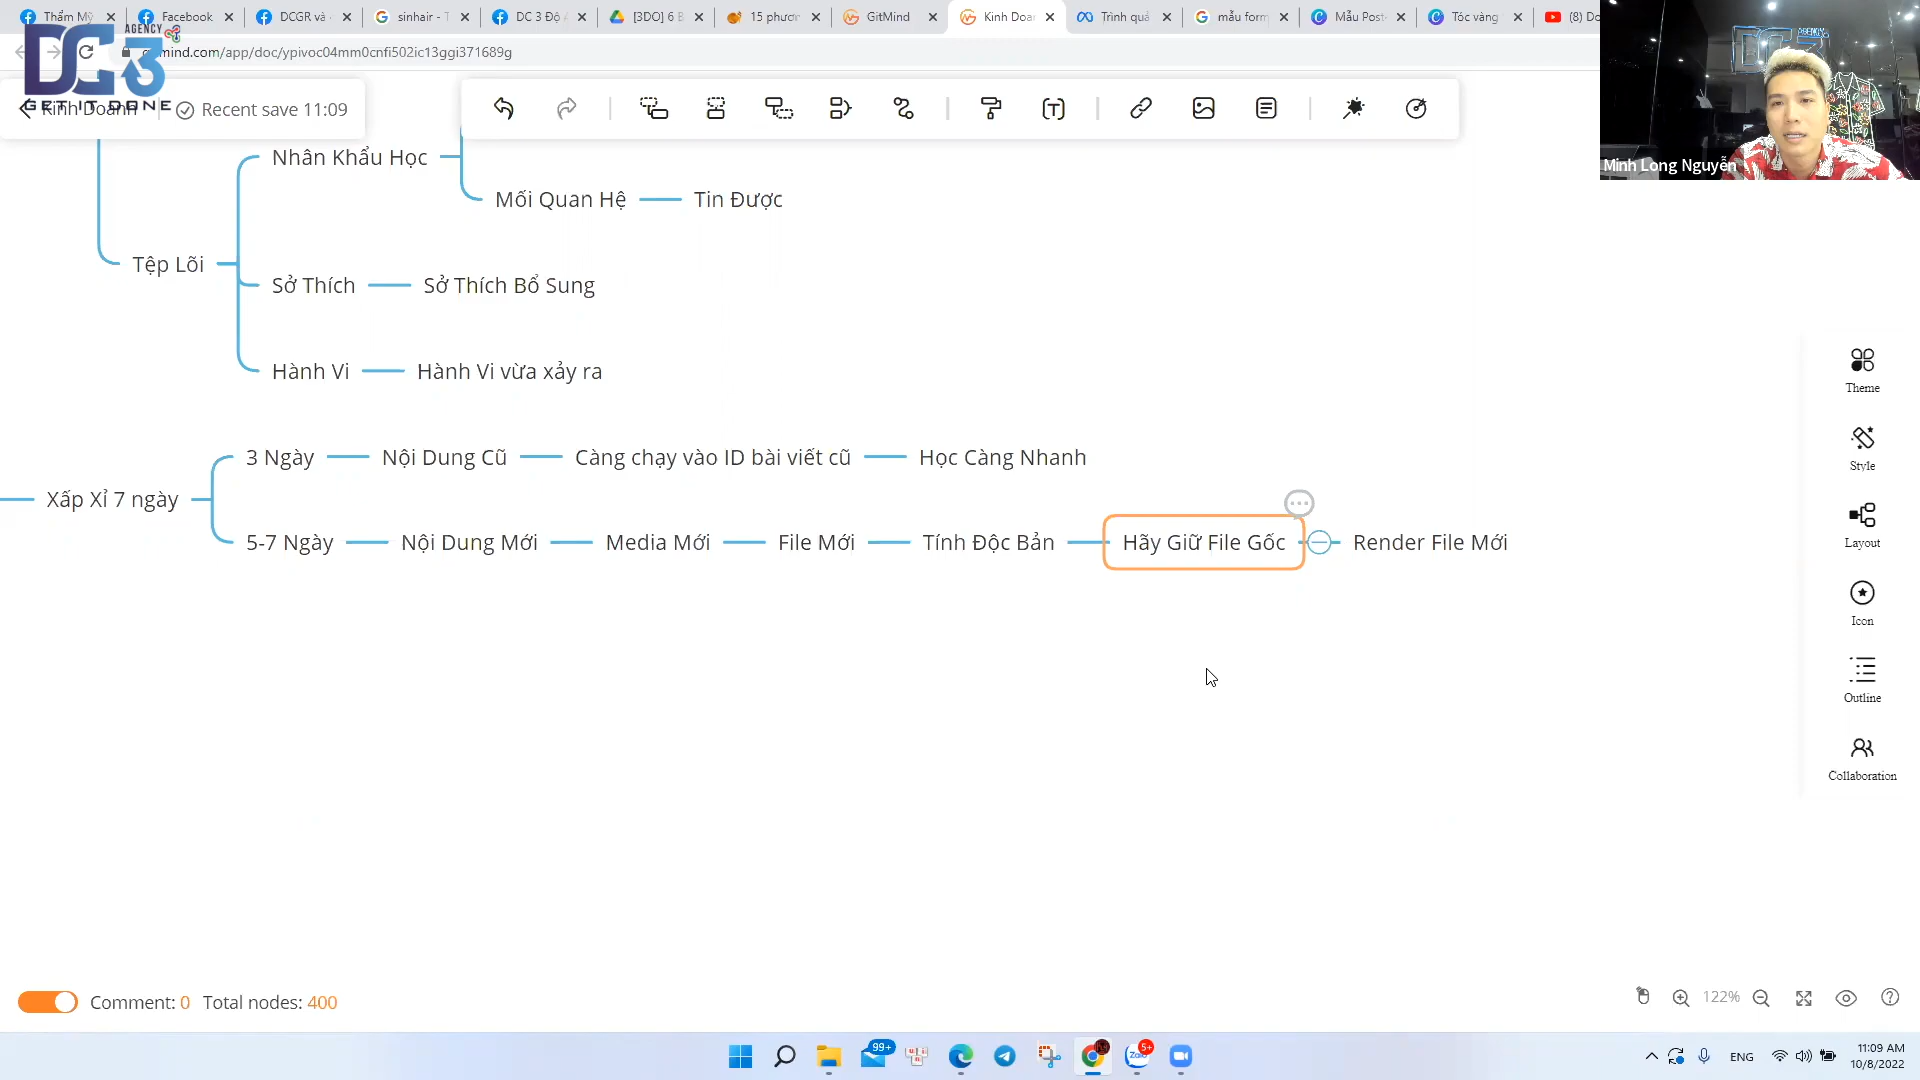 Thẩm Mỹ
Facebook
DCGR và
sinhair - T
DC 3 Độ A
[3DO] 6 B
15 phươn
GitMind
Kinh Doan
Trình quả
mẫu form
Mẫu Post
Tóc vàng
(8) Do
mind.com/app/doc/ypivoc04mm0cnfi502ic13ggi371689g
AGENCY
DC3
GET IT DONE
Kinh Doanh
Recent save 11:09
Minh Long Nguyễn
Nhân Khẩu Học
Mối Quan Hệ
Tin Được
Tệp Lõi
Sở Thích
Sở Thích Bổ Sung
Hành Vi
Hành Vi vừa xảy ra
Xấp Xỉ 7 ngày
3 Ngày
Nội Dung Cũ
Càng chạy vào ID bài viết cũ
Học Càng Nhanh
5-7 Ngày
Nội Dung Mới
Media Mới
File Mới
Tính Độc Bản
Hãy Giữ File Gốc
Render File Mới
Theme
Style
Layout
Icon
Outline
Collaboration
Comment: 0
Total nodes: 400
122%
99+
5+
ENG
11:09 AM
10/8/2022